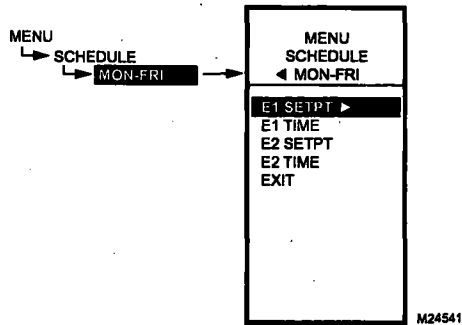 MENU
SCHEDULE
MON-FRI
MENU
SCHEDULE
◄ MON-FRI
E1 SETPT ►
E1 TIME
E2 SETPT
E2 TIME
EXIT
M24541